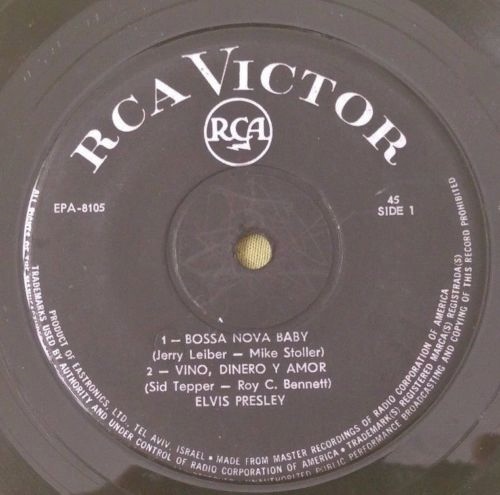 RCA VICTOR
RCA
EPA-8105
45
SIDE 1
1 — BOSSA NOVA BABY
(Jerry Leiber — Mike Stoller)
2 — VINO, DINERO Y AMOR
(Sid Tepper — Roy C. Bennett)
ELVIS PRESLEY
PRODUCT OF EASTRONICS, LTD., TEL AVIV, ISRAEL • MADE FROM MASTER RECORDINGS OF RADIO CORPORATION OF AMERICA
TRADEMARKS USED BY AUTHORITY AND UNDER CONTROL OF RADIO CORPORATION OF AMERICA • TRADEMARK(S) REGISTERED MARCA(S) REGISTRADA(S)
UNAUTHORIZED PUBLIC PERFORMANCE BROADCASTING AND COPYING OF THIS RECORD PROHIBITED